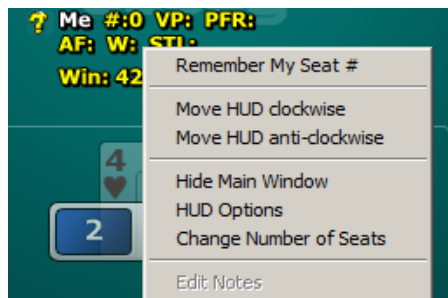 ? Me #:0 VP: PFR:
AF: W: STL:
Win: 42
Remember My Seat #
Move HUD clockwise
Move HUD anti-clockwise
Hide Main Window
HUD Options
Change Number of Seats
Edit Notes
4
2